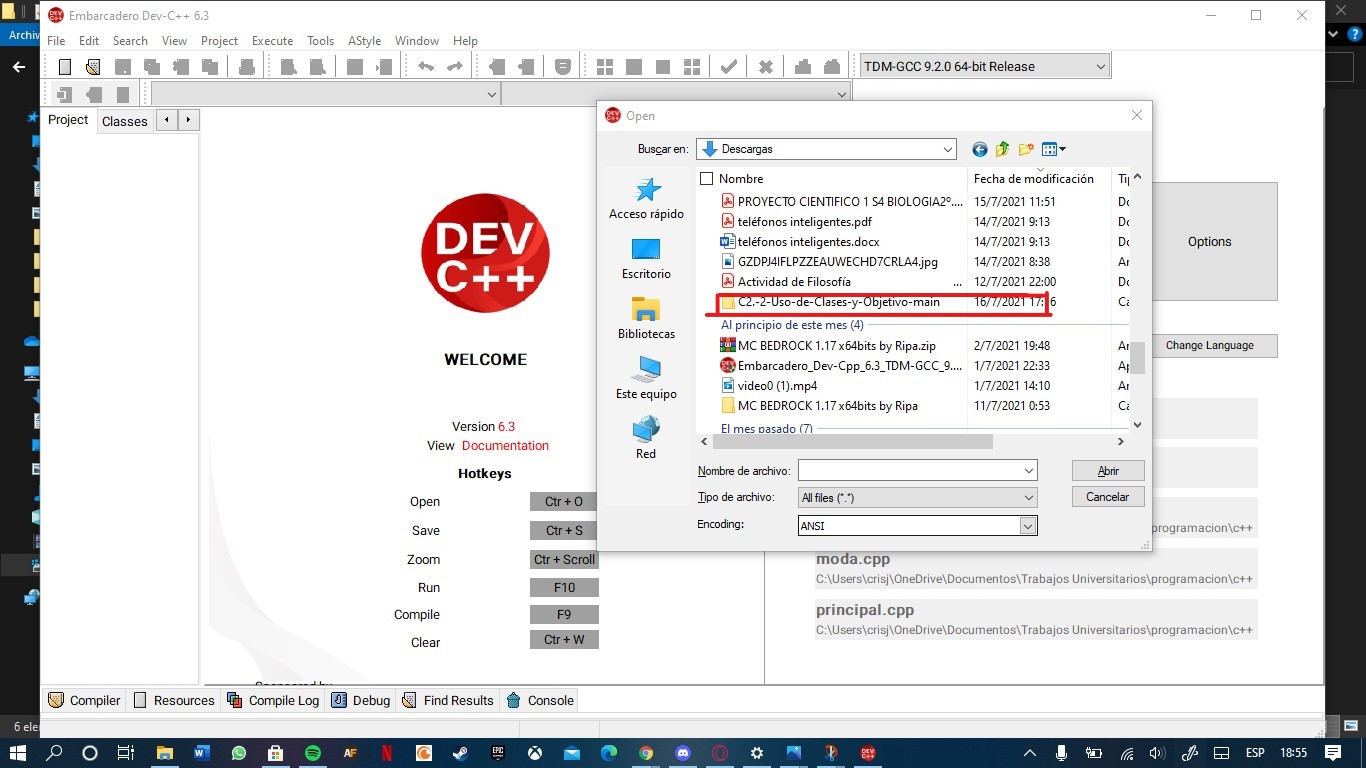 Embarcadero Dev-C++ 6.3
Archiv
File Edit Search View Project Execute Tools AStyle Window Help
TDM-GCC 9.2.0 64-bit Release
Project Classes
DEV
C++
WELCOME
Version 6.3
View Documentation
Hotkeys
Open Ctr + O
Save Ctr + S
Zoom Ctr + Scroll
Run F10
Compile F9
Clear Ctr + W
Sponsored by
Open
Buscar en: Descargas
Acceso rápido
Escritorio
Bibliotecas
Este equipo
Red
Nombre Fecha de modificación Ti
PROYECTO CIENTIFICO 1 S4 BIOLOGIA2º.... 15/7/2021 11:51 Do
teléfonos inteligentes.pdf 14/7/2021 9:13 Do
teléfonos inteligentes.docx 14/7/2021 9:13 Do
GZDPJ4IFLPZZEAUWECHD7CRLA4.jpg 14/7/2021 8:38 Ar
Actividad de Filosofía ... 12/7/2021 22:00 Do
C2.-2-Uso-de-Clases-y-Objetivo-main 16/7/2021 17: 6 Ca
Al principio de este mes (4)
MC BEDROCK 1.17 x64bits by Ripa.zip 2/7/2021 19:48 Ar
Embarcadero_Dev-Cpp_6.3_TDM-GCC_9.... 1/7/2021 22:33 Ap
video0 (1).mp4 1/7/2021 14:10 Ar
MC BEDROCK 1.17 x64bits by Ripa 11/7/2021 0:53 Ca
El mes pasado (7)
Nombre de archivo: Abrir
Tipo de archivo: All files (*.*) Cancelar
Encoding: ANSI
Options
Change Language
programacion\c++
moda.cpp
C:\Users\crisj\OneDrive\Documentos\Trabajos Universitarios\programacion\c++
principal.cpp
C:\Users\crisj\OneDrive\Documentos\Trabajos Universitarios\programacion\c++
Compiler Resources Compile Log Debug Find Results Console
6 ele
AF
EPIC
GAMES
DEV
C++
ESP 18:55